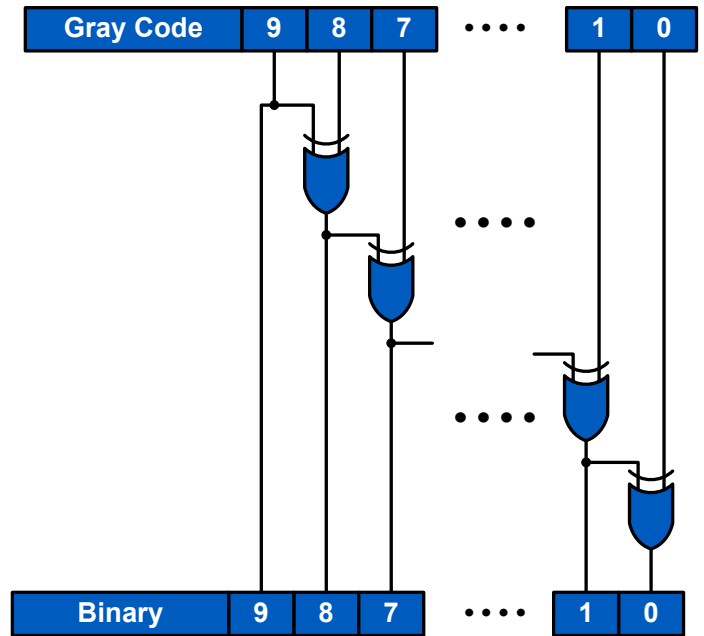 Gray Code 9 8 7 •••• 1 0
Binary 9 8 7 •••• 1 0